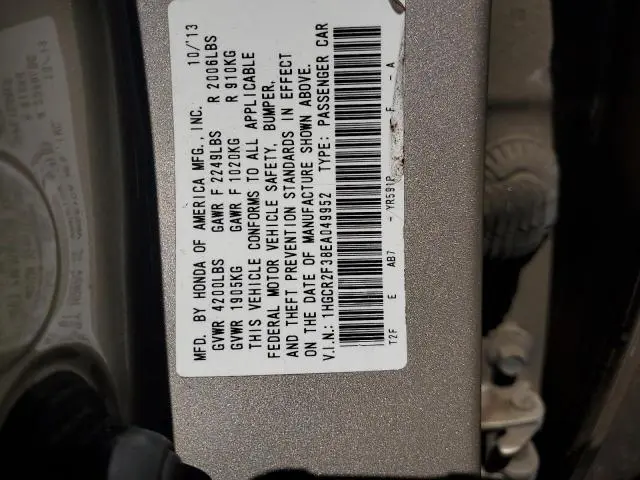 MFD. BY HONDA OF AMERICA MFG., INC. 10/'13
GVWR 4200LBS GAWR F 2249LBS R 2006LBS
GVWR 1905KG GAWR F 1020KG R 910KG
THIS VEHICLE CONFORMS TO ALL APPLICABLE
FEDERAL MOTOR VEHICLE SAFETY, BUMPER,
AND THEFT PREVENTION STANDARDS IN EFFECT
ON THE DATE OF MANUFACTURE SHOWN ABOVE.
V.I.N.: 1HGCR2F38EA049952 TYPE: PASSENGER CAR
T2F E AB7 - YR591P - F - A